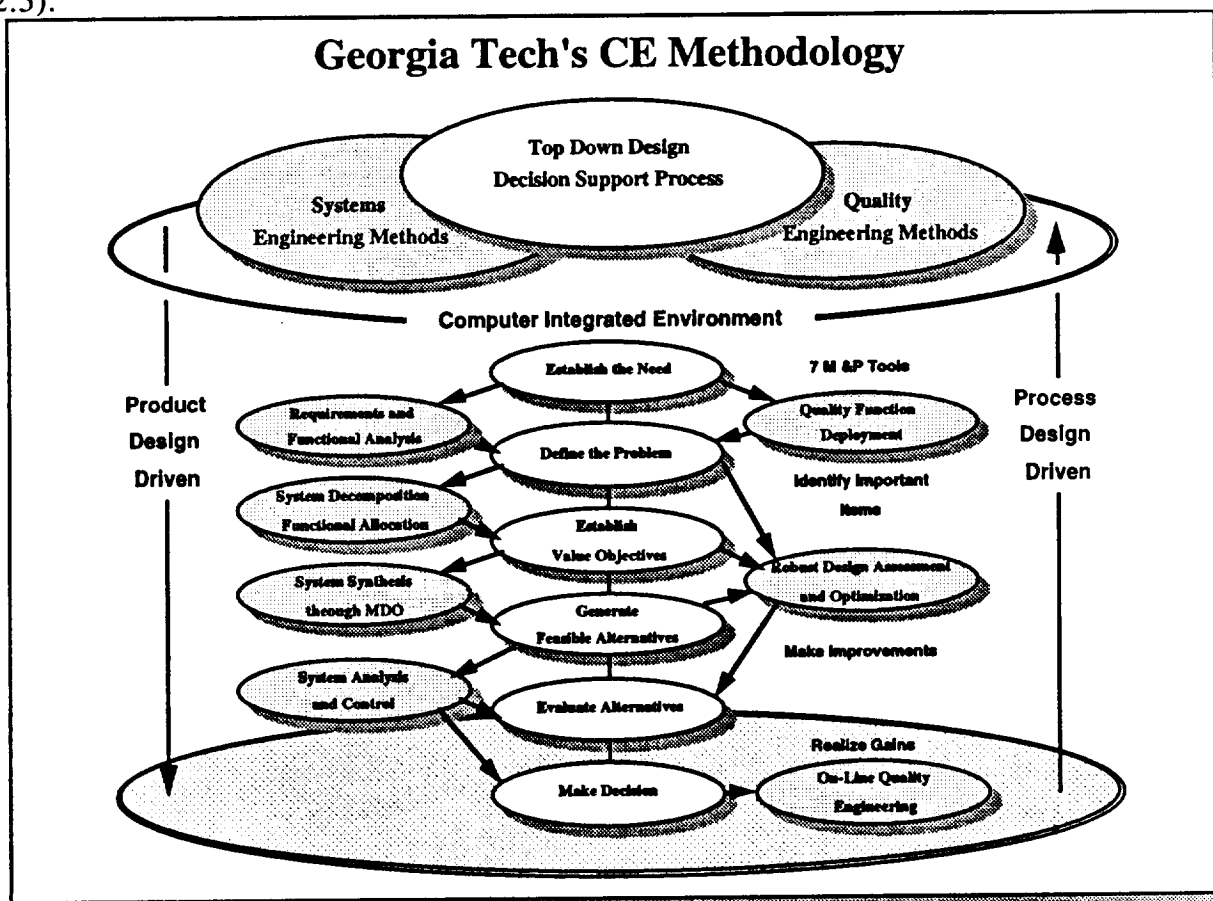 2.5).
Georgia Tech's CE Methodology
Top Down Design
Decision Support Process
Systems
Engineering Methods
Quality
Engineering Methods
Computer Integrated Environment
Establish the Need
7 M &P Tools
Product
Design
Driven
Process
Design
Driven
Requirements and
Functional Analysis
Quality Function
Deployment
Define the Problem
Identify Important
Items
System Decomposition
Functional Allocation
Establish
Value Objectives
Robust Design Assessment
and Optimization
System Synthesis
through MDO
Generate
Feasible Alternatives
Make Improvements
System Analysis
and Control
Evaluate Alternatives
Realize Gains
Make Decision
On-Line Quality
Engineering